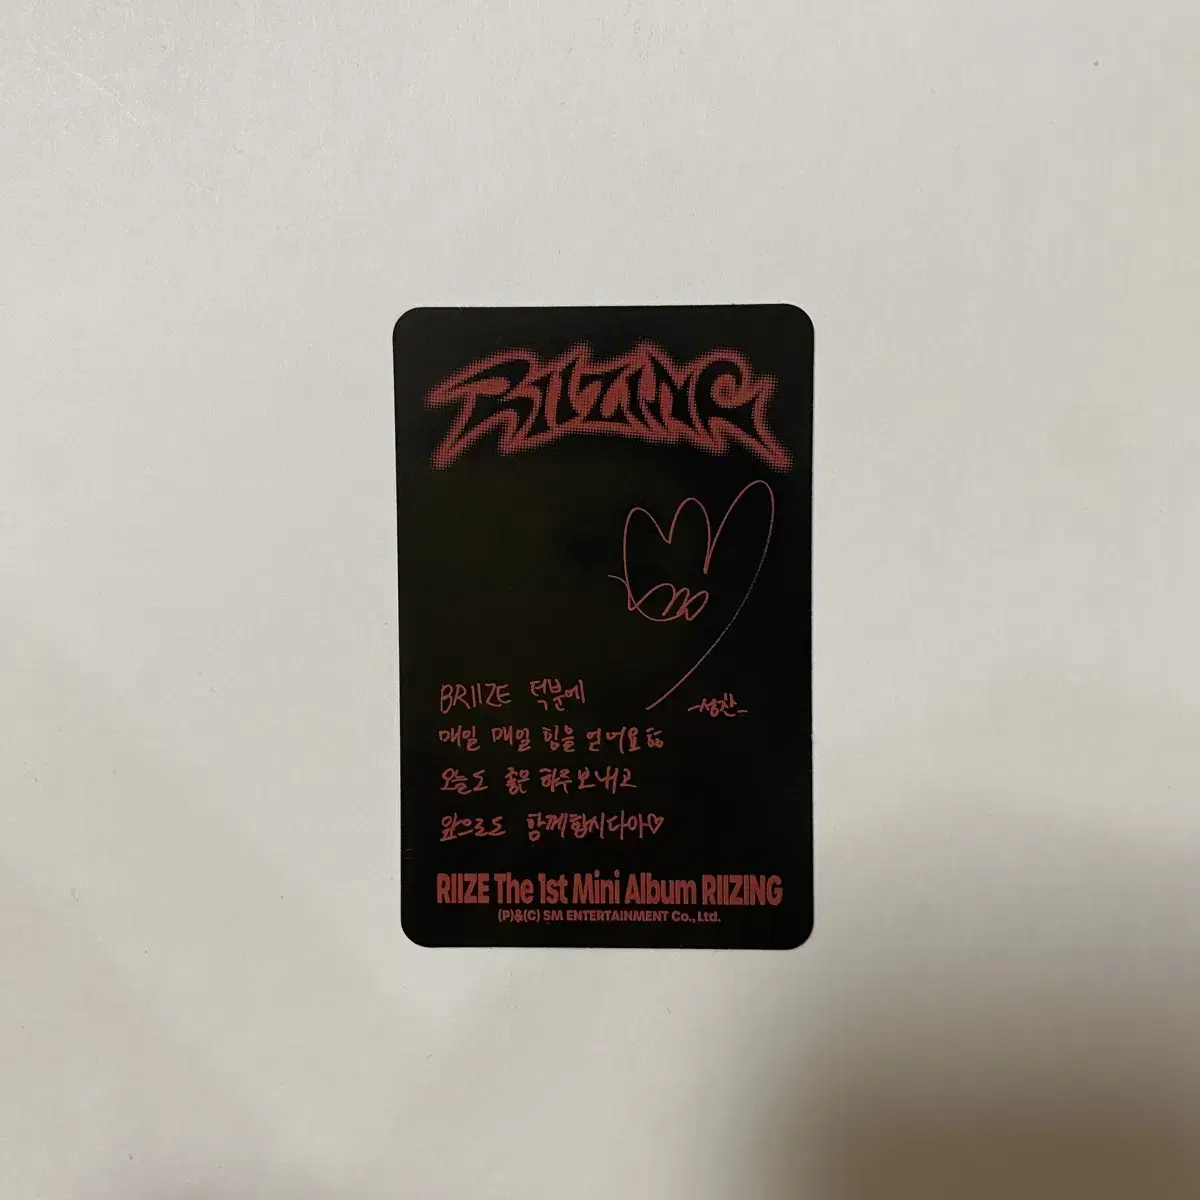 RIIZING
BRIIZE 덕분에
-성찬-
매일 매일 힘을 얻어요
오늘도 좋은 하루 보내고
앞으로도 함께합시다아♡
RIIZE The 1st Mini Album RIIZING
(P)&(C) SM ENTERTAINMENT Co., Ltd.